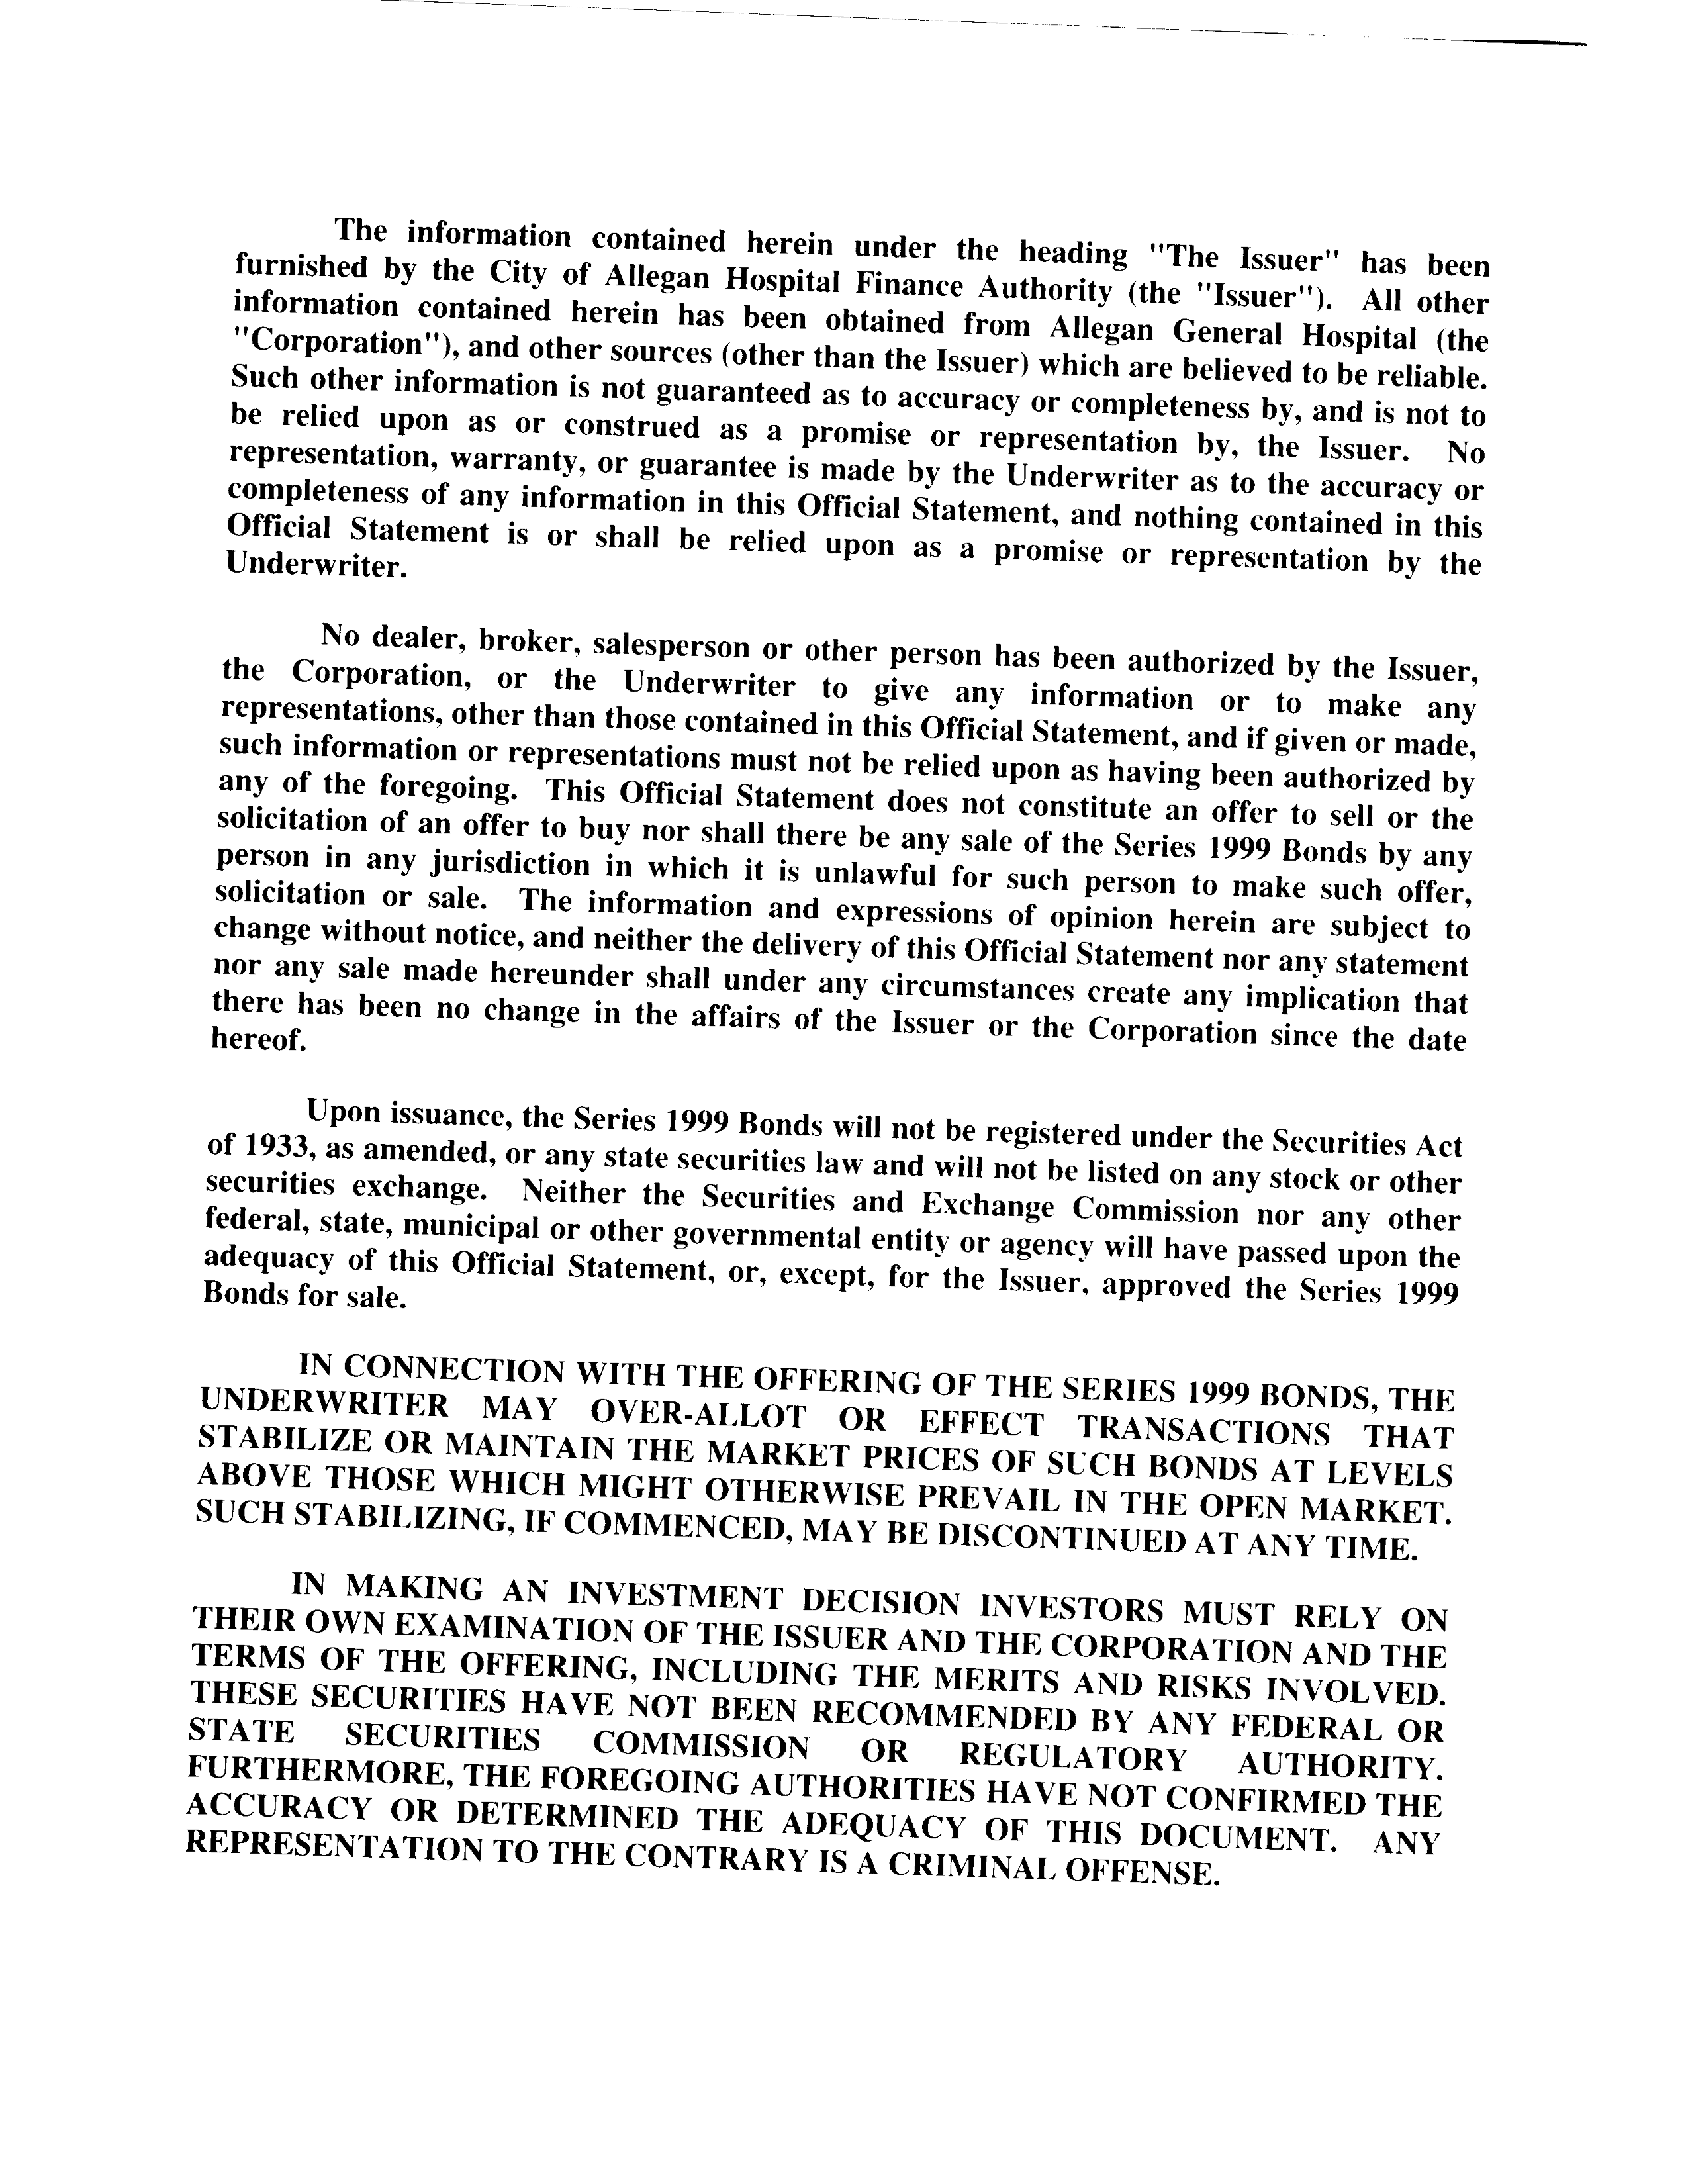 The information contained herein under the heading "The Issuer" has been
furnished by the City of Allegan Hospital Finance Authority (the "Issuer"). All other
information contained herein has been obtained from Allegan General Hospital (the
"Corporation"), and other sources (other than the Issuer) which are believed to be reliable.
Such other information is not guaranteed as to accuracy or completeness by, and is not to
be relied upon as or construed as a promise or representation by, the Issuer. No
representation, warranty, or guarantee is made by the Underwriter as to the accuracy or
completeness of any information in this Official Statement, and nothing contained in this
Official Statement is or shall be relied upon as a promise or representation by the
Underwriter.
No dealer, broker, salesperson or other person has been authorized by the Issuer,
the Corporation, or the Underwriter to give any information or to make any
representations, other than those contained in this Official Statement, and if given or made,
such information or representations must not be relied upon as having been authorized by
any of the foregoing. This Official Statement does not constitute an offer to sell or the
solicitation of an offer to buy nor shall there be any sale of the Series 1999 Bonds by any
person in any jurisdiction in which it is unlawful for such person to make such offer,
solicitation or sale. The information and expressions of opinion herein are subject to
change without notice, and neither the delivery of this Official Statement nor any statement
nor any sale made hereunder shall under any circumstances create any implication that
there has been no change in the affairs of the Issuer or the Corporation since the date
hereof.
Upon issuance, the Series 1999 Bonds will not be registered under the Securities Act
of 1933, as amended, or any state securities law and will not be listed on any stock or other
securities exchange. Neither the Securities and Exchange Commission nor any other
federal, state, municipal or other governmental entity or agency will have passed upon the
adequacy of this Official Statement, or, except, for the Issuer, approved the Series 1999
Bonds for sale.
IN CONNECTION WITH THE OFFERING OF THE SERIES 1999 BONDS, THE
UNDERWRITER MAY OVER-ALLOT OR EFFECT TRANSACTIONS THAT
STABILIZE OR MAINTAIN THE MARKET PRICES OF SUCH BONDS AT LEVELS
ABOVE THOSE WHICH MIGHT OTHERWISE PREVAIL IN THE OPEN MARKET.
SUCH STABILIZING, IF COMMENCED, MAY BE DISCONTINUED AT ANY TIME.
IN MAKING AN INVESTMENT DECISION INVESTORS MUST RELY ON
THEIR OWN EXAMINATION OF THE ISSUER AND THE CORPORATION AND THE
TERMS OF THE OFFERING, INCLUDING THE MERITS AND RISKS INVOLVED.
THESE SECURITIES HAVE NOT BEEN RECOMMENDED BY ANY FEDERAL OR
STATE SECURITIES COMMISSION OR REGULATORY AUTHORITY.
FURTHERMORE, THE FOREGOING AUTHORITIES HAVE NOT CONFIRMED THE
ACCURACY OR DETERMINED THE ADEQUACY OF THIS DOCUMENT. ANY
REPRESENTATION TO THE CONTRARY IS A CRIMINAL OFFENSE.